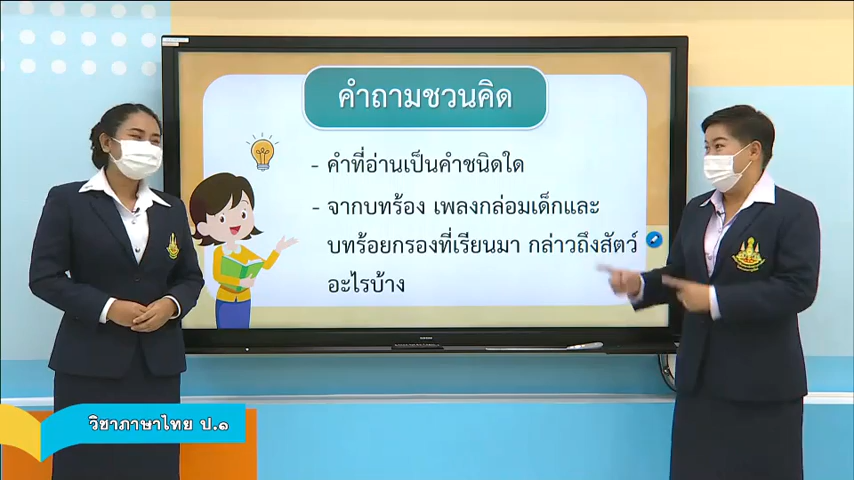 คำถามชวนคิด
- คำที่อ่านเป็นคำชนิดใด
- จากบทร้อง เพลงกล่อมเด็กและ
บทร้อยกรองที่เรียนมา กล่าวถึงสัตว์
อะไรบ้าง
วิชาภาษาไทย ป.๑